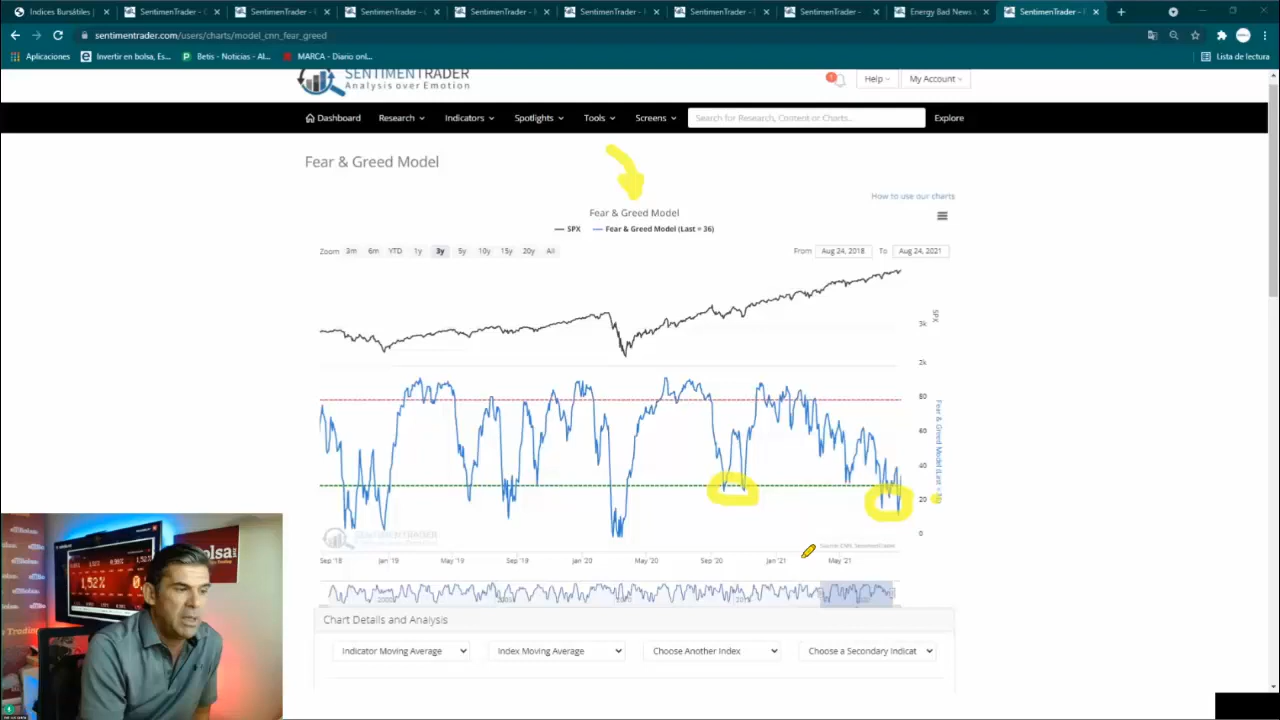 Indices Bursátiles
SentimenTrader - C
SentimenTrader -
SentimenTrader - C
SentimenTrader -
SentimenTrader -
SentimenTrader -
SentimenTrader -
Energy Bad News
SentimenTrader -
sentimentrader.com/users/charts/model_cnn_fear_greed
Aplicaciones
Invertir en bolsa, Es...
Betis - Noticias - Al...
MARCA - Diario onl...
Lista de lectura
SENTIMENTRADER
Analysis over Emotion
Help
My Account
Dashboard
Research
Indicators
Spotlights
Tools
Screens
Search for Research, Content or Charts...
Explore
Fear & Greed Model
How to use our charts
Fear & Greed Model
SPX
Fear & Greed Model (Last = 36)
Zoom 3m 6m YTD 1y 3y 5y 10y 15y 20y All
From Aug 24, 2018 To Aug 24, 2021
SPX
3k
2k
80
60
40
20
0
SENTIMENTRADER
Source: CNN, SentimenTrader
Sep '18 Jan '19 May '19 Sep '19 Jan '20 May '20 Sep '20 Jan '21 May '21
Chart Details and Analysis
Indicator Moving Average
Index Moving Average
Choose Another Index
Choose a Secondary Indicat
bolsa
1,52%